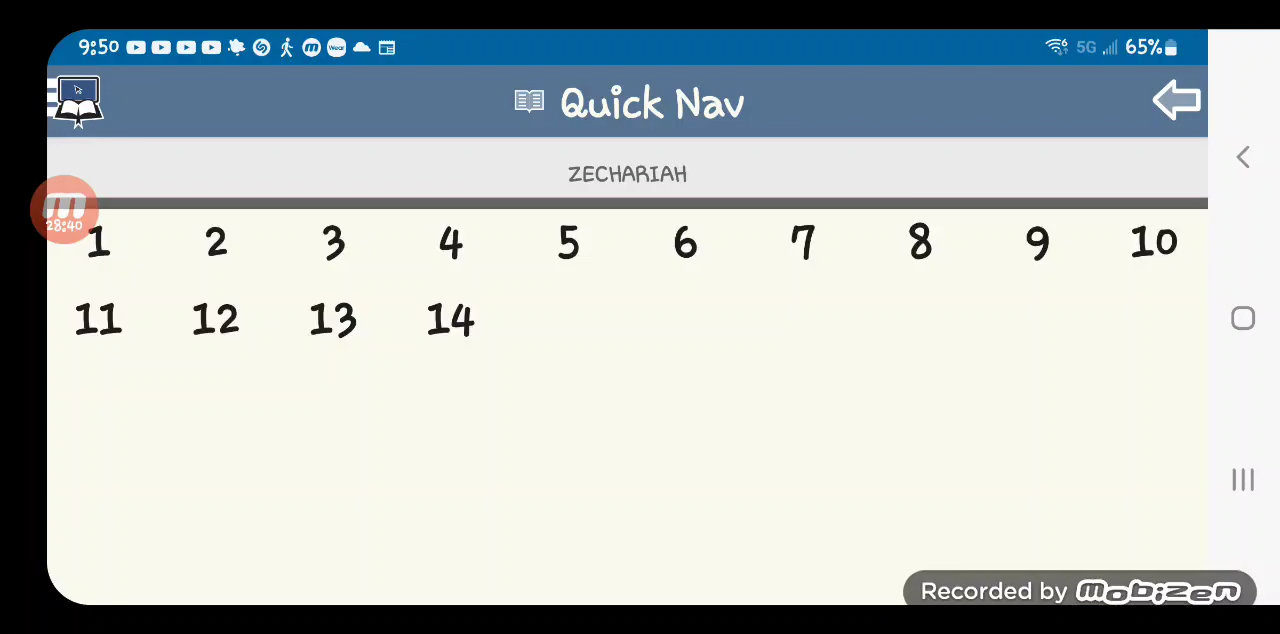 9:50 5G 65%
Quick Nav
ZECHARIAH
28:40
1 2 3 4 5 6 7 8 9 10
11 12 13 14
Recorded by mobizen